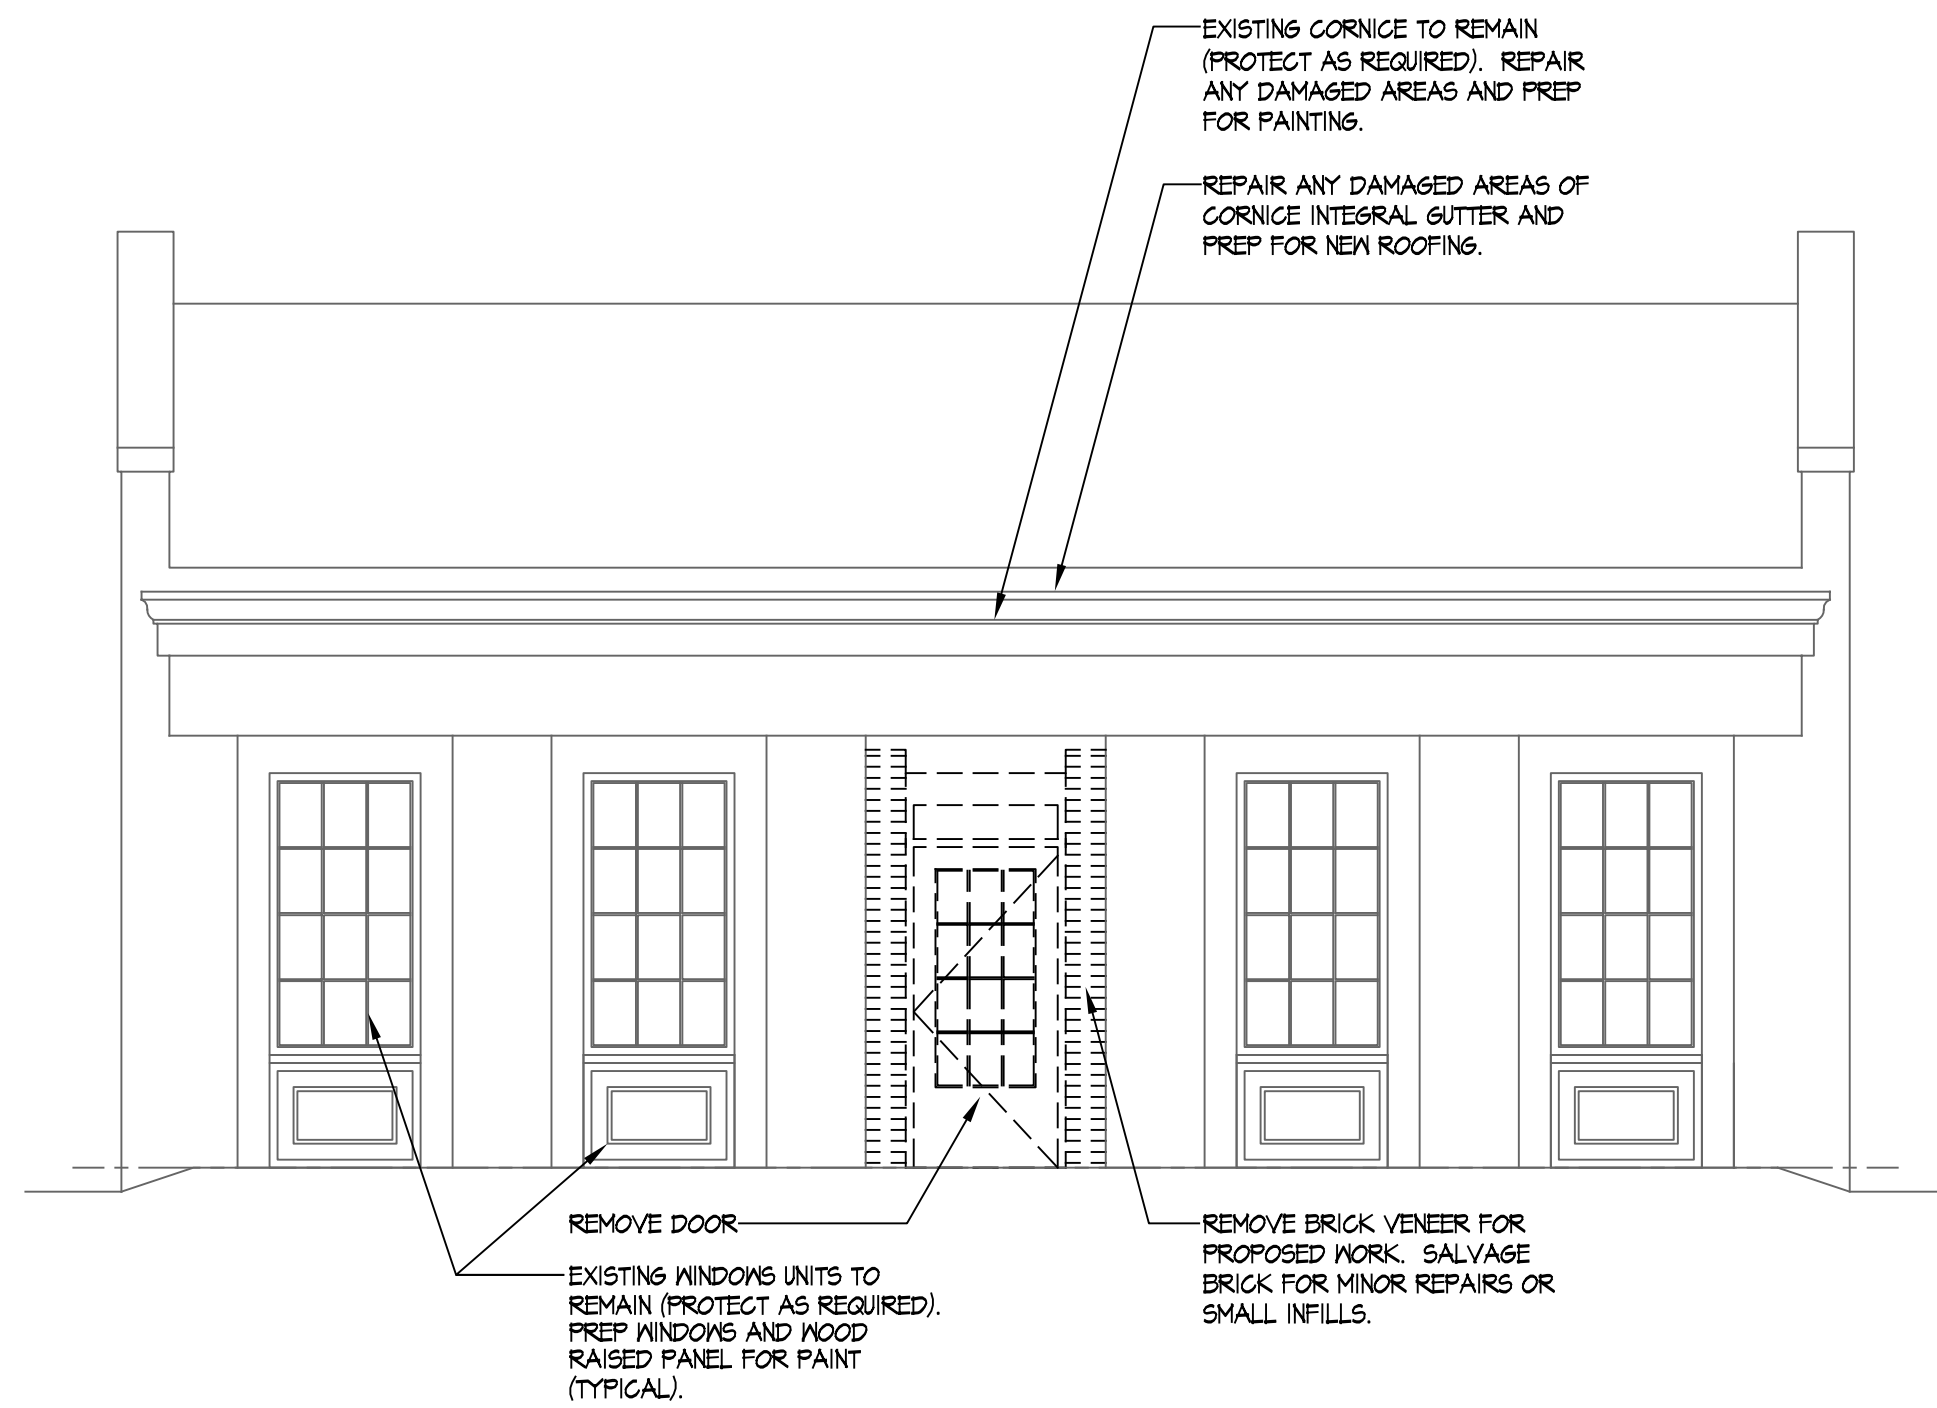 EXISTING CORNICE TO REMAIN
(PROTECT AS REQUIRED). REPAIR
ANY DAMAGED AREAS AND PREP
FOR PAINTING.
REPAIR ANY DAMAGED AREAS OF
CORNICE INTEGRAL GUTTER AND
PREP FOR NEW ROOFING.
REMOVE DOOR
EXISTING WINDOWS UNITS TO
REMAIN (PROTECT AS REQUIRED).
PREP WINDOWS AND WOOD
RAISED PANEL FOR PAINT
(TYPICAL).
REMOVE BRICK VENEER FOR
PROPOSED WORK. SALVAGE
BRICK FOR MINOR REPAIRS OR
SMALL INFILLS.